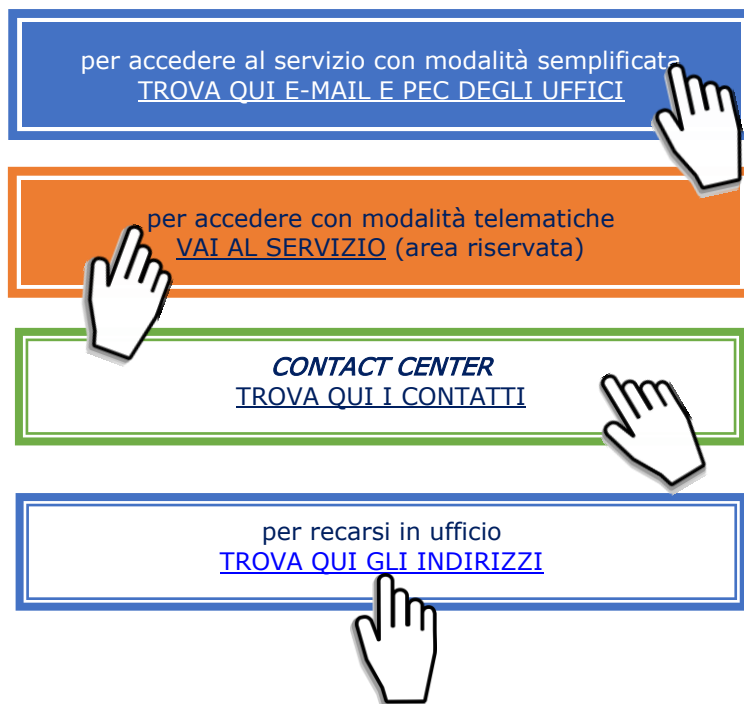 per accedere al servizio con modalità semplificata
TROVA QUI E-MAIL E PEC DEGLI UFFICI
per accedere con modalità telematiche
VAI AL SERVIZIO (area riservata)
CONTACT CENTER
TROVA QUI I CONTATTI
per recarsi in ufficio
TROVA QUI GLI INDIRIZZI